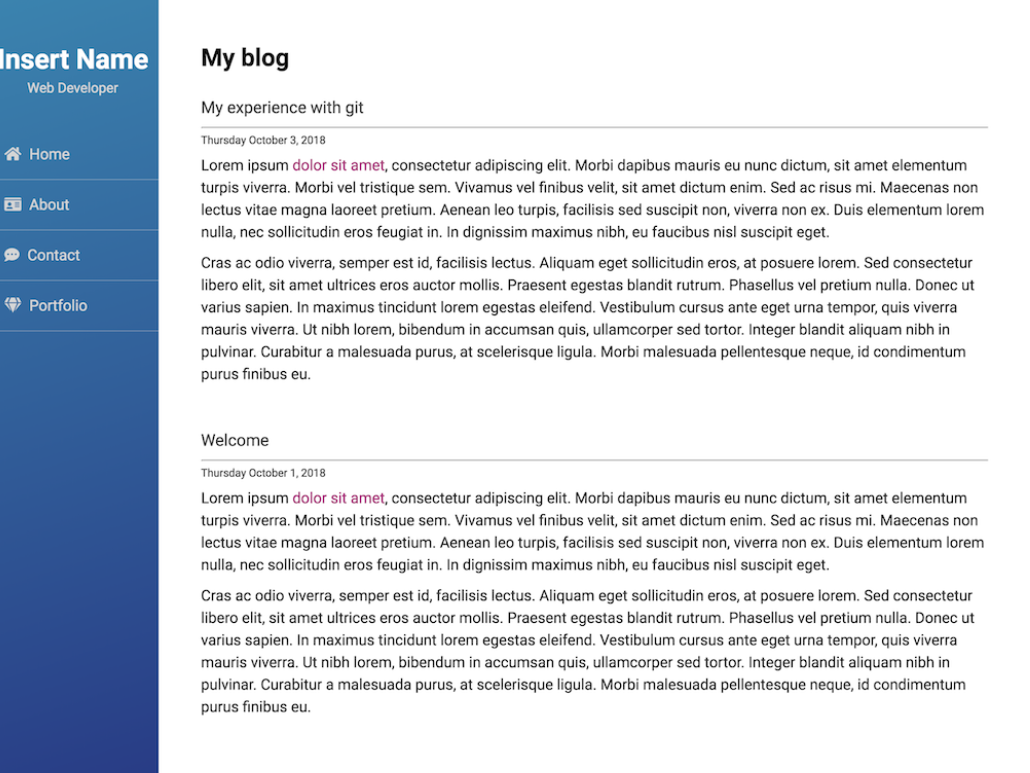 Insert Name
Web Developer
Home
About
Contact
Portfolio
My blog
My experience with git
Thursday October 3, 2018
Lorem ipsum dolor sit amet, consectetur adipiscing elit. Morbi dapibus mauris eu nunc dictum, sit amet elementum
turpis viverra. Morbi vel tristique sem. Vivamus vel finibus velit, sit amet dictum enim. Sed ac risus mi. Maecenas non
lectus vitae magna laoreet pretium. Aenean leo turpis, facilisis sed suscipit non, viverra non ex. Duis elementum lorem
nulla, nec sollicitudin eros feugiat in. In dignissim maximus nibh, eu faucibus nisl suscipit eget.
Cras ac odio viverra, semper est id, facilisis lectus. Aliquam eget sollicitudin eros, at posuere lorem. Sed consectetur
libero elit, sit amet ultrices eros auctor mollis. Praesent egestas blandit rutrum. Phasellus vel pretium nulla. Donec ut
varius sapien. In maximus tincidunt lorem egestas eleifend. Vestibulum cursus ante eget urna tempor, quis viverra
mauris viverra. Ut nibh lorem, bibendum in accumsan quis, ullamcorper sed tortor. Integer blandit aliquam nibh in
pulvinar. Curabitur a malesuada purus, at scelerisque ligula. Morbi malesuada pellentesque neque, id condimentum
purus finibus eu.
Welcome
Thursday October 1, 2018
Lorem ipsum dolor sit amet, consectetur adipiscing elit. Morbi dapibus mauris eu nunc dictum, sit amet elementum
turpis viverra. Morbi vel tristique sem. Vivamus vel finibus velit, sit amet dictum enim. Sed ac risus mi. Maecenas non
lectus vitae magna laoreet pretium. Aenean leo turpis, facilisis sed suscipit non, viverra non ex. Duis elementum lorem
nulla, nec sollicitudin eros feugiat in. In dignissim maximus nibh, eu faucibus nisl suscipit eget.
Cras ac odio viverra, semper est id, facilisis lectus. Aliquam eget sollicitudin eros, at posuere lorem. Sed consectetur
libero elit, sit amet ultrices eros auctor mollis. Praesent egestas blandit rutrum. Phasellus vel pretium nulla. Donec ut
varius sapien. In maximus tincidunt lorem egestas eleifend. Vestibulum cursus ante eget urna tempor, quis viverra
mauris viverra. Ut nibh lorem, bibendum in accumsan quis, ullamcorper sed tortor. Integer blandit aliquam nibh in
pulvinar. Curabitur a malesuada purus, at scelerisque ligula. Morbi malesuada pellentesque neque, id condimentum
purus finibus eu.